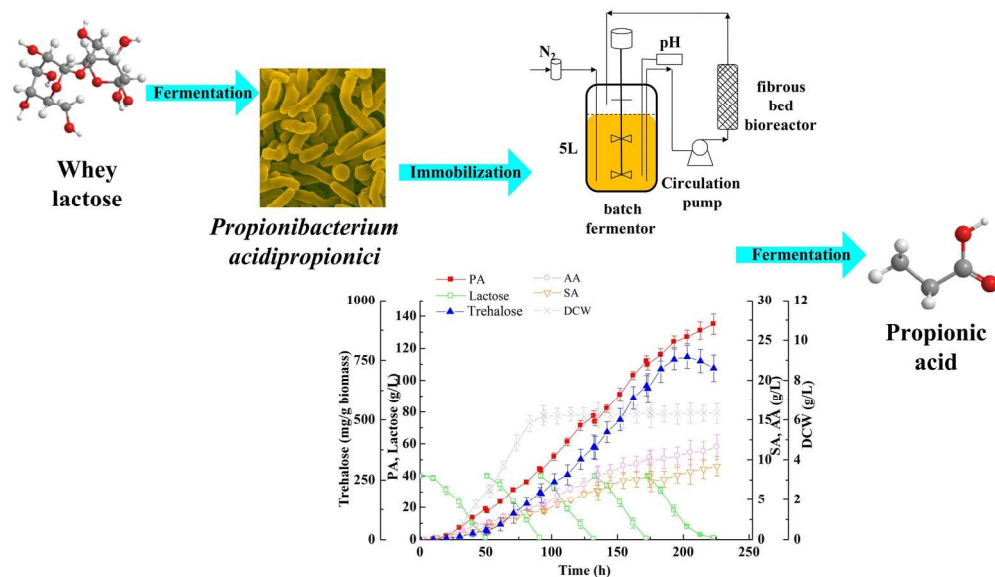 Whey
lactose
Fermentation
Propionibacterium
acidipropionici
Immobilization
N2
pH
5L
fibrous
bed
bioreactor
Circulation
pump
batch
fermentor
Fermentation
Propionic
acid
PA
Lactose
Trehalose
AA
SA
DCW
Trehalose (mg/g biomass)
1000
750
500
250
0
PA, Lactose (g/L)
140
120
100
80
60
40
20
0
SA, AA (g/L)
30
25
20
15
10
5
0
DCW (g/L)
12
10
8
6
4
2
0
0 50 100 150 200 250
Time (h)